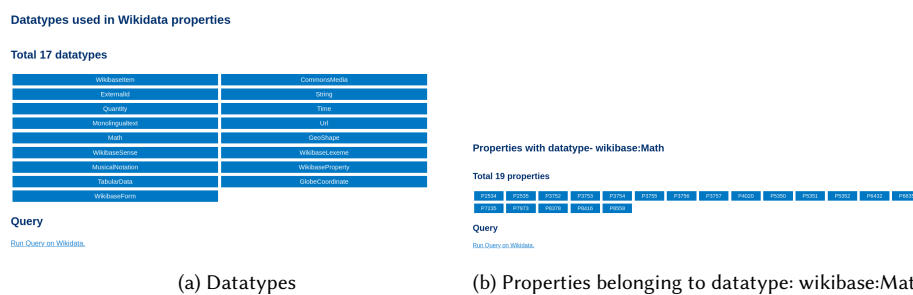 Datatypes used in Wikidata properties
Total 17 datatypes
WikibaseItem CommonsMedia
ExternalId String
Quantity Time
Monolingualtext Url
Math GeoShape
WikibaseSense WikibaseLexeme
MusicalNotation WikibaseProperty
TabularData GlobeCoordinate
WikibaseForm
Query
Run Query on Wikidata.
(a) Datatypes
Properties with datatype- wikibase:Math
Total 19 properties
P2534 P2535 P3752 P3753 P3754 P3755 P3756 P3757 P4020 P5350 P5351 P5352 P6432
P7235 P7973 P8378 P8416 P8558
Query
Run Query on Wikidata.
(b) Properties belonging to datatype: wikibase:Mat